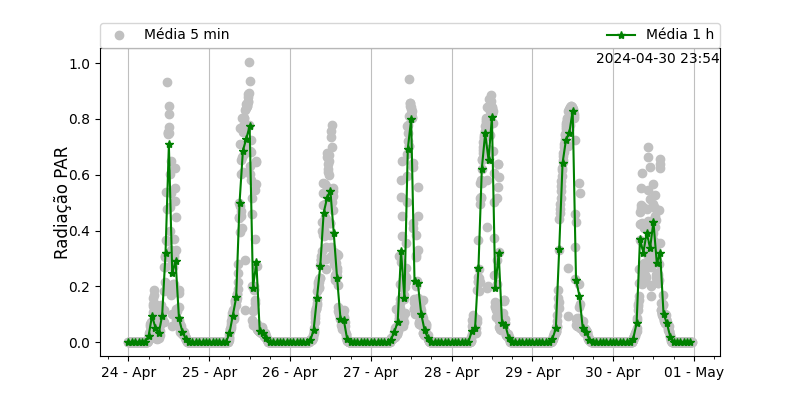 Média 5 min Média 1 h
2024-04-30 23:54
1.0
0.8
0.6
0.4
0.2
0.0
Radiação PAR
24 - Apr 25 - Apr 26 - Apr 27 - Apr 28 - Apr 29 - Apr 30 - Apr 01 - May